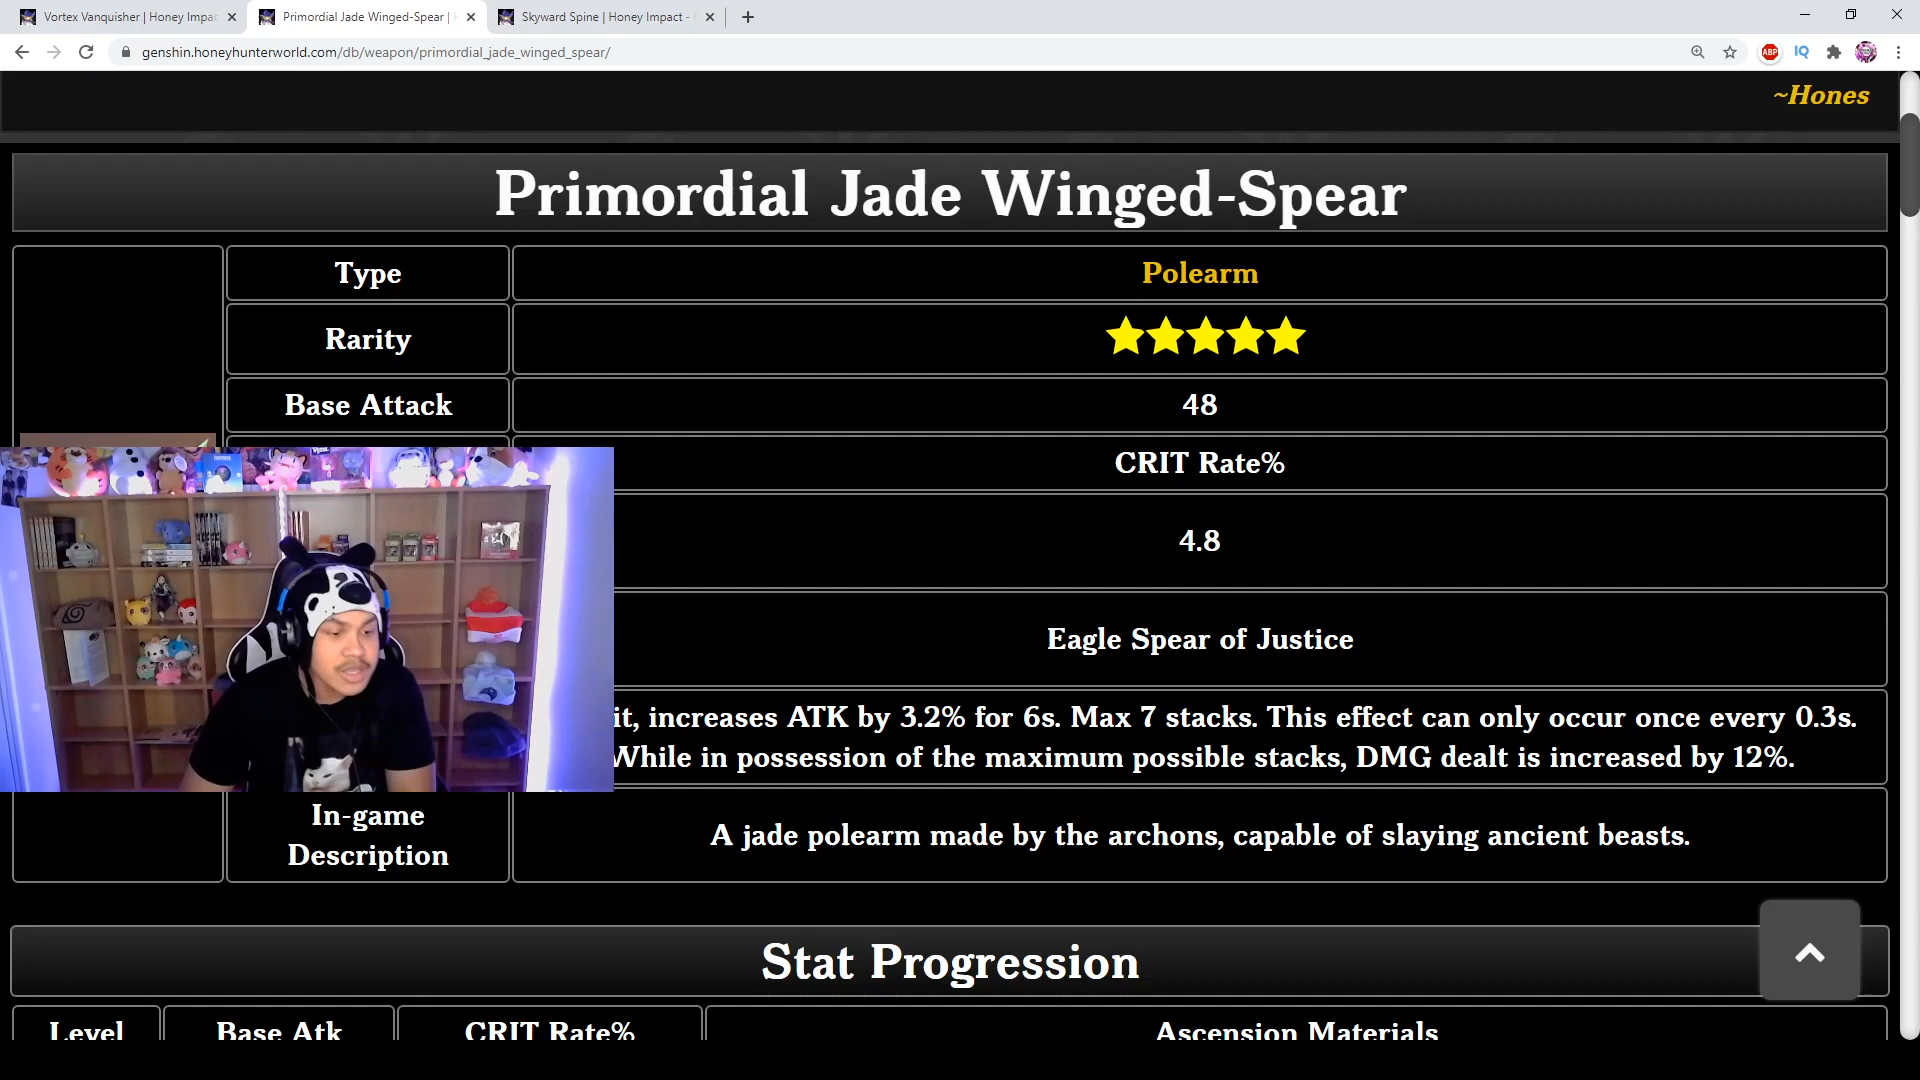 Vortex Vanquisher | Honey Impac
Primordial Jade Winged-Spear | H
Skyward Spine | Honey Impact -
genshin.honeyhunterworld.com/db/weapon/primordial_jade_winged_spear/
ABP
IQ
~Hones
Primordial Jade Winged-Spear
Type
Polearm
Rarity
Base Attack
48
CRIT Rate%
4.8
Eagle Spear of Justice
it, increases ATK by 3.2% for 6s. Max 7 stacks. This effect can only occur once every 0.3s.
While in possession of the maximum possible stacks, DMG dealt is increased by 12%.
In-game
Description
A jade polearm made by the archons, capable of slaying ancient beasts.
Stat Progression
Level
Base Atk
CRIT Rate%
Ascension Materials